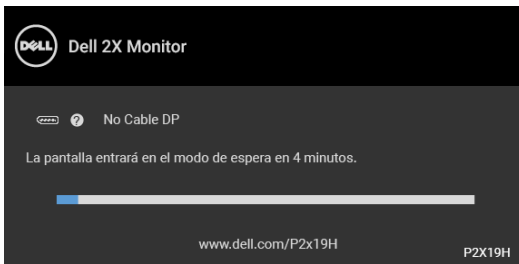 DELL
Dell 2X Monitor
? No Cable DP
La pantalla entrará en el modo de espera en 4 minutos.
www.dell.com/P2x19H
P2X19H